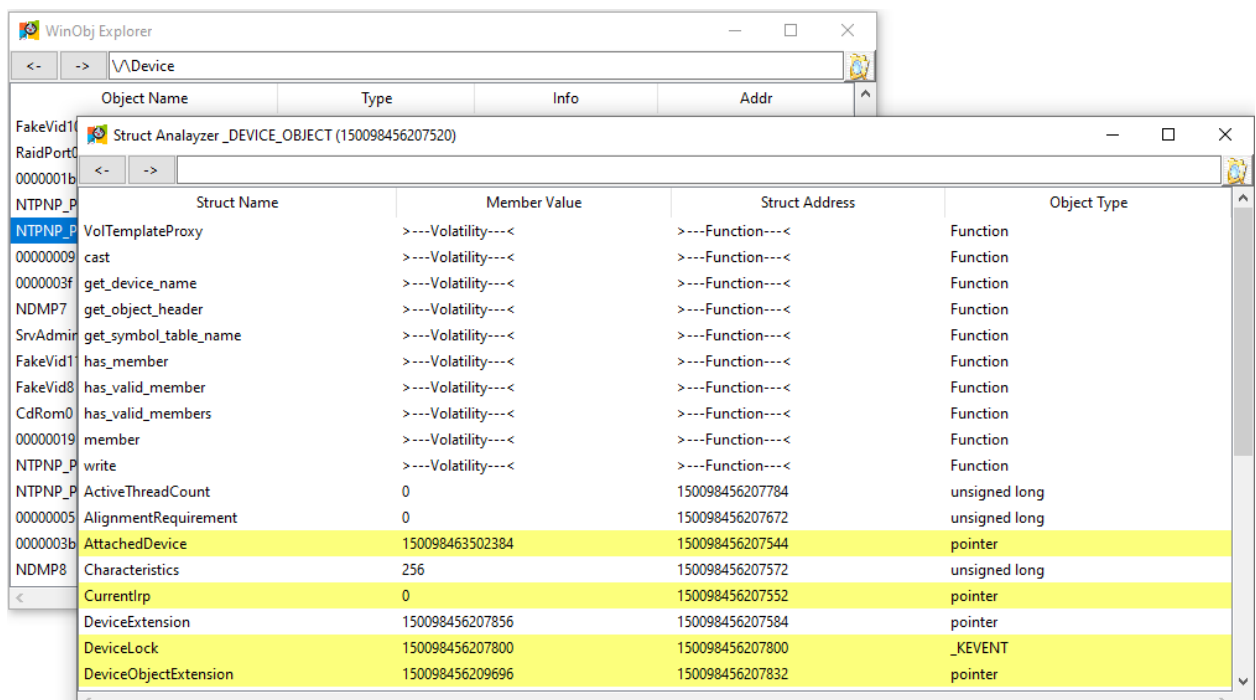 WinObj Explorer
<- -> \/\Device
Object Name Type Info Addr
FakeVid10
RaidPort0
0000001b
NTPNP_P
NTPNP_P
00000009
0000003f
NDMP7
SrvAdmin
FakeVid11
FakeVid8
CdRom0
00000019
NTPNP_P
NTPNP_P
00000005
0000003b
NDMP8
Struct Analayzer _DEVICE_OBJECT (150098456207520)
<- ->
Struct Name Member Value Struct Address Object Type
VolTemplateProxy >---Volatility---< >---Function---< Function
cast >---Volatility---< >---Function---< Function
get_device_name >---Volatility---< >---Function---< Function
get_object_header >---Volatility---< >---Function---< Function
get_symbol_table_name >---Volatility---< >---Function---< Function
has_member >---Volatility---< >---Function---< Function
has_valid_member >---Volatility---< >---Function---< Function
has_valid_members >---Volatility---< >---Function---< Function
member >---Volatility---< >---Function---< Function
write >---Volatility---< >---Function---< Function
ActiveThreadCount 0 150098456207784 unsigned long
AlignmentRequirement 0 150098456207672 unsigned long
AttachedDevice 150098463502384 150098456207544 pointer
Characteristics 256 150098456207572 unsigned long
CurrentIrp 0 150098456207552 pointer
DeviceExtension 150098456207856 150098456207584 pointer
DeviceLock 150098456207800 150098456207800 _KEVENT
DeviceObjectExtension 150098456209696 150098456207832 pointer